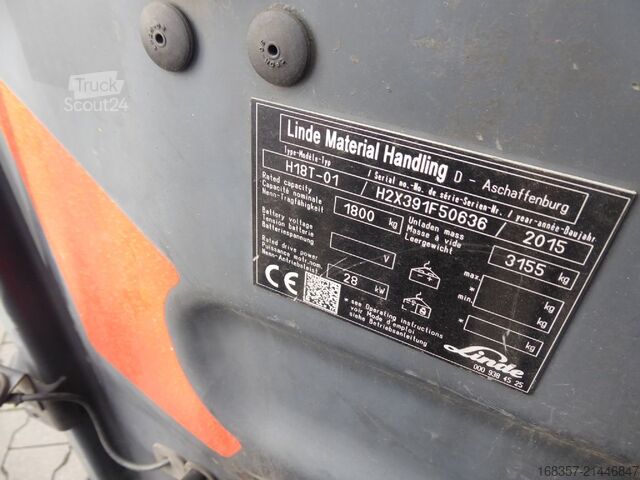 Truck
Scout24
Linde Material Handling D - Aschaffenburg
Type-Modèle-Typ / Serial no.-No. de série-Serien-Nr. / year-année-Baujahr
H18T-01 H2X391F50636 / 2015
Rated capacity
Capacité nominale
Nenn-Tragfähigkeit
1800 kg
Unladen mass
Masse à vide
Leergewicht
3155 kg
Battery voltage
Tension batterie
Batteriespannung
V
max.
* kg
min.
* kg
Rated drive power
Puissance motr.nom.
Nenn-Antriebsleist.
28 kW
* kg
CE
* see Operating instructions
voir Mode d'emploi
siehe Betriebsanleitung
Linde
000 938 45 25
168357-21446847